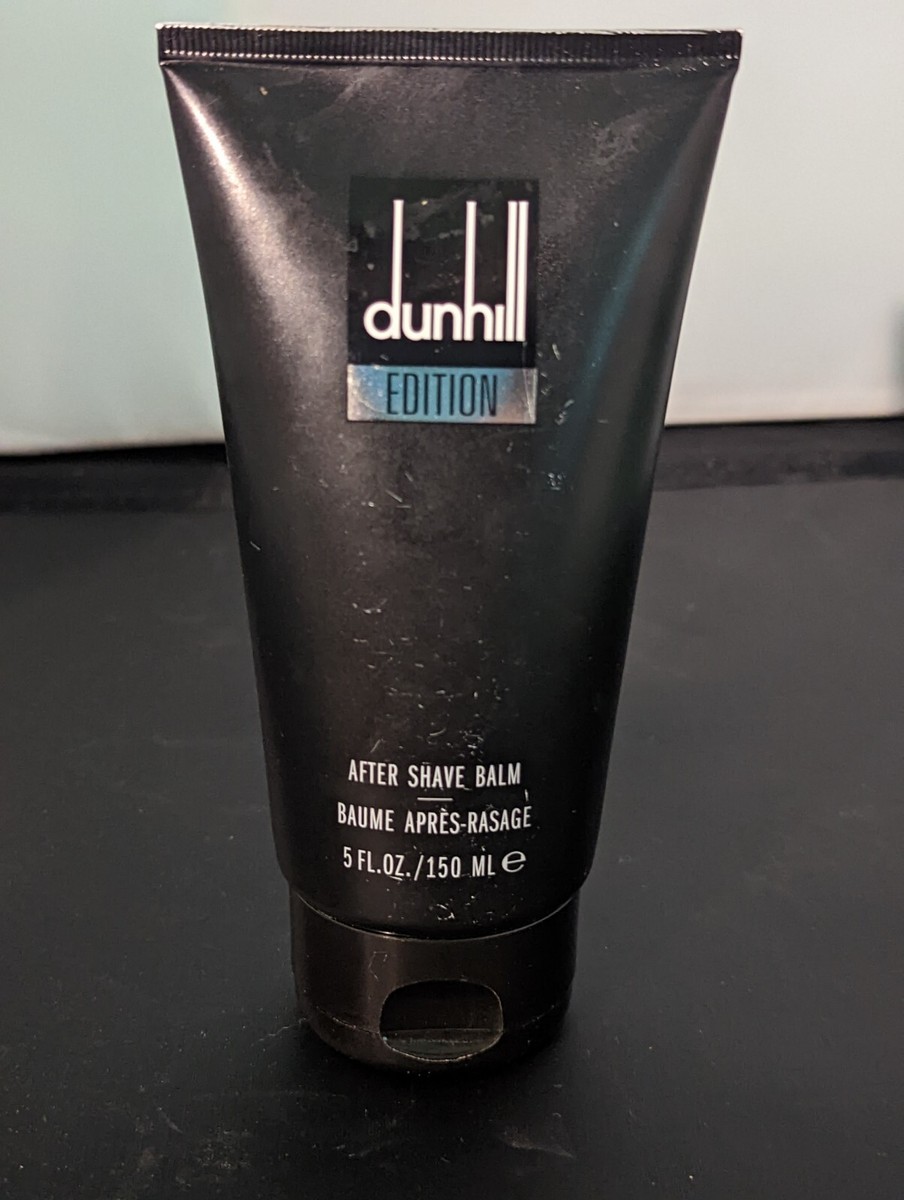 dunhill
EDITION
AFTER SHAVE BALM
BAUME APRÈS-RASAGE
5 FL.OZ./150 ML ℮